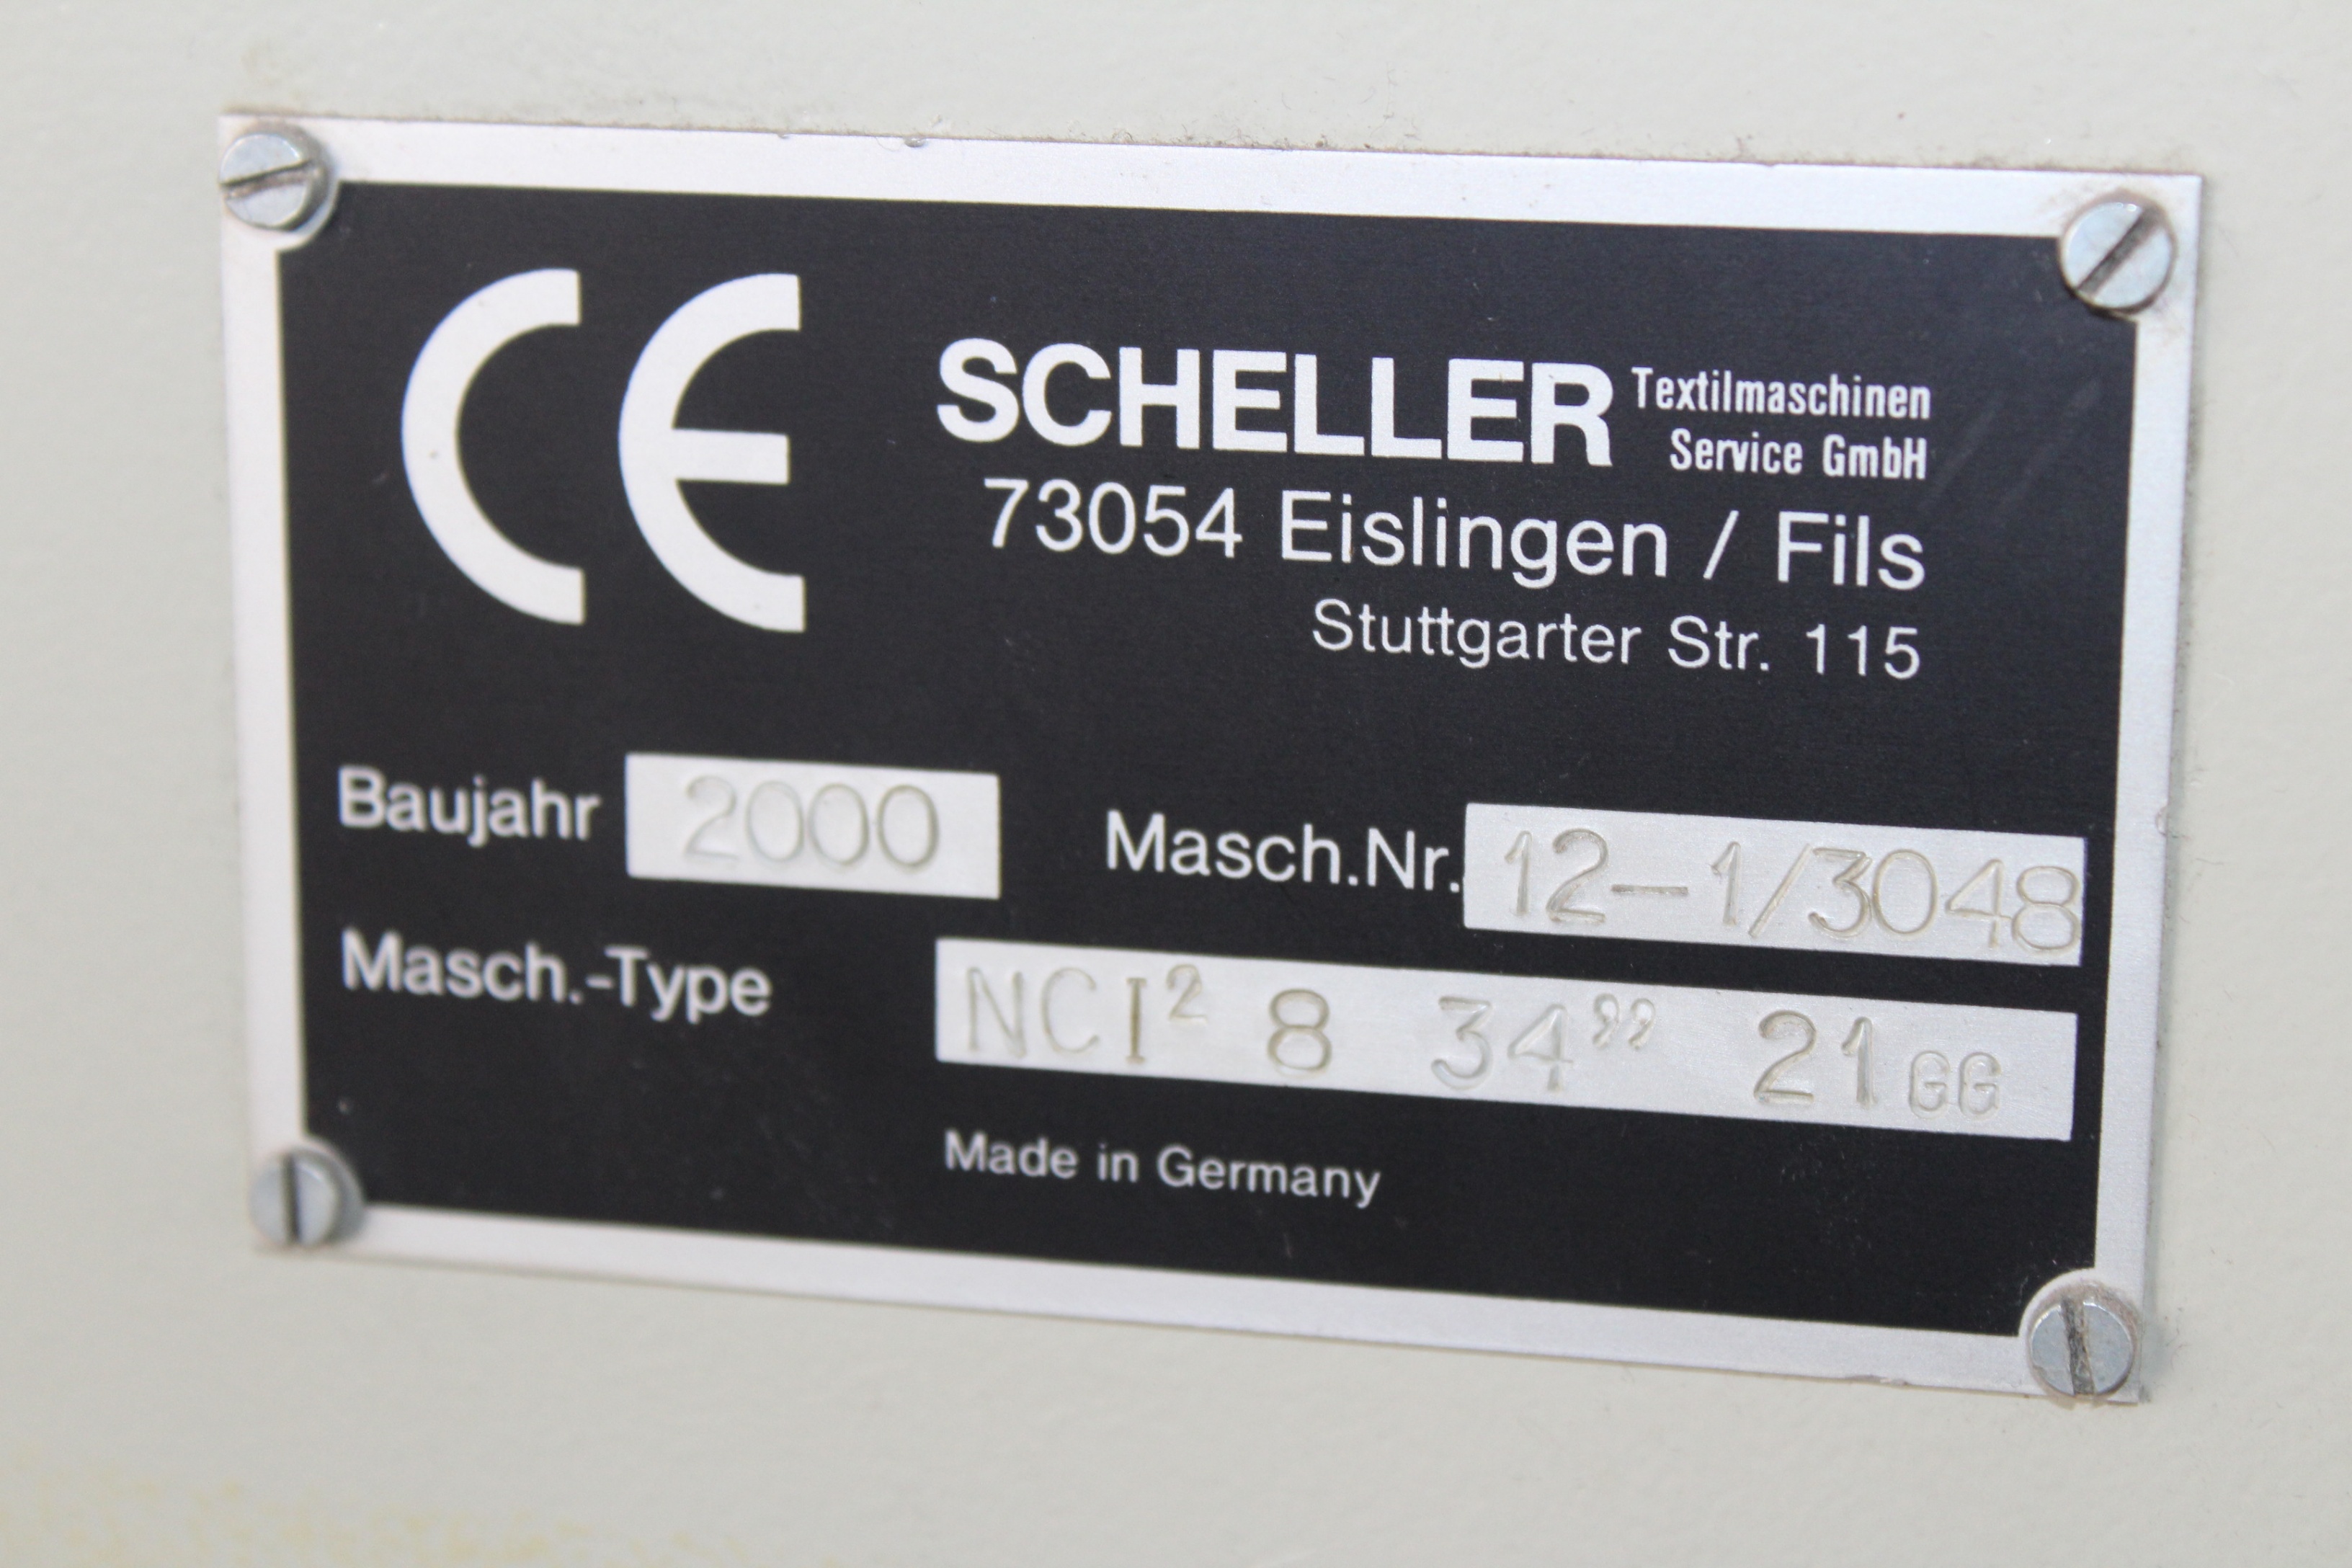 CE
SCHELLER Textilmaschinen
Service GmbH
73054 Eislingen / Fils
Stuttgarter Str. 115
Baujahr 2000 Masch.Nr. 12-1/3048
Masch.-Type NCI² 8 34” 21GG
Made in Germany